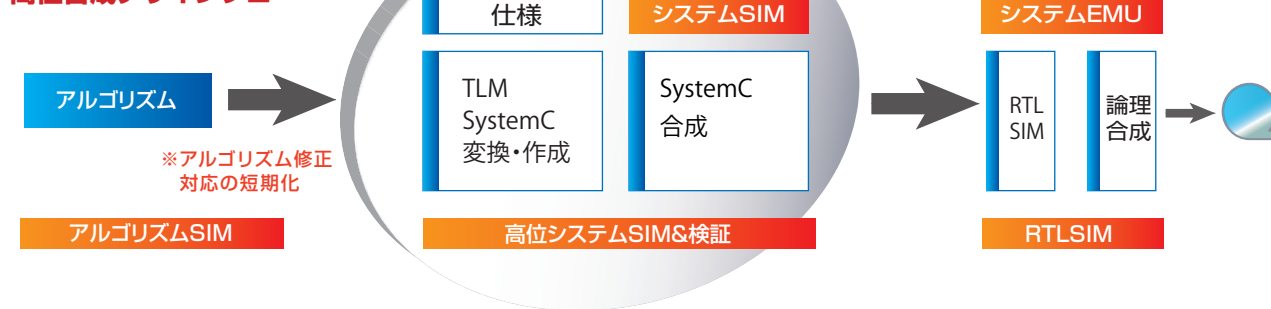 仕様
システムSIM
システムEMU
アルゴリズム
TLM
SystemC
変換・作成
SystemC
合成
RTL
SIM
論理
合成
※アルゴリズム修正
対応の短期化
アルゴリズムSIM
高位システムSIM&検証
RTLSIM